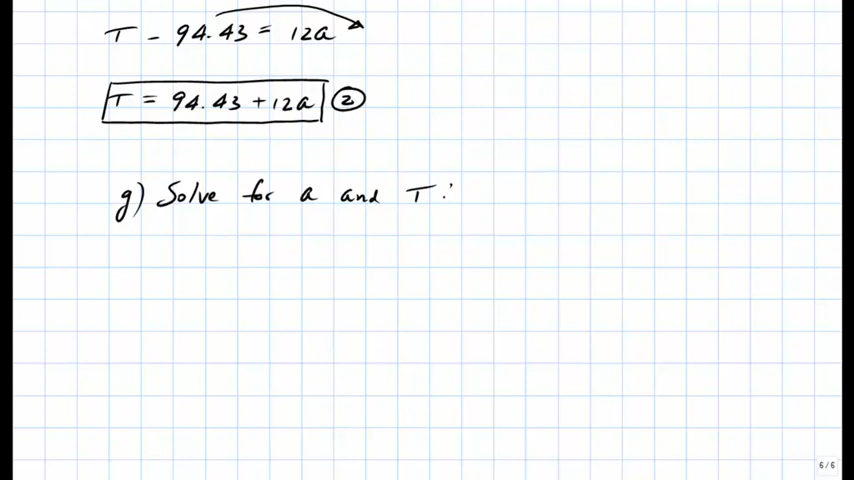 T - 94.43 = 12a
T = 94.43 + 12a ②
g) Solve for a and T:
6/6